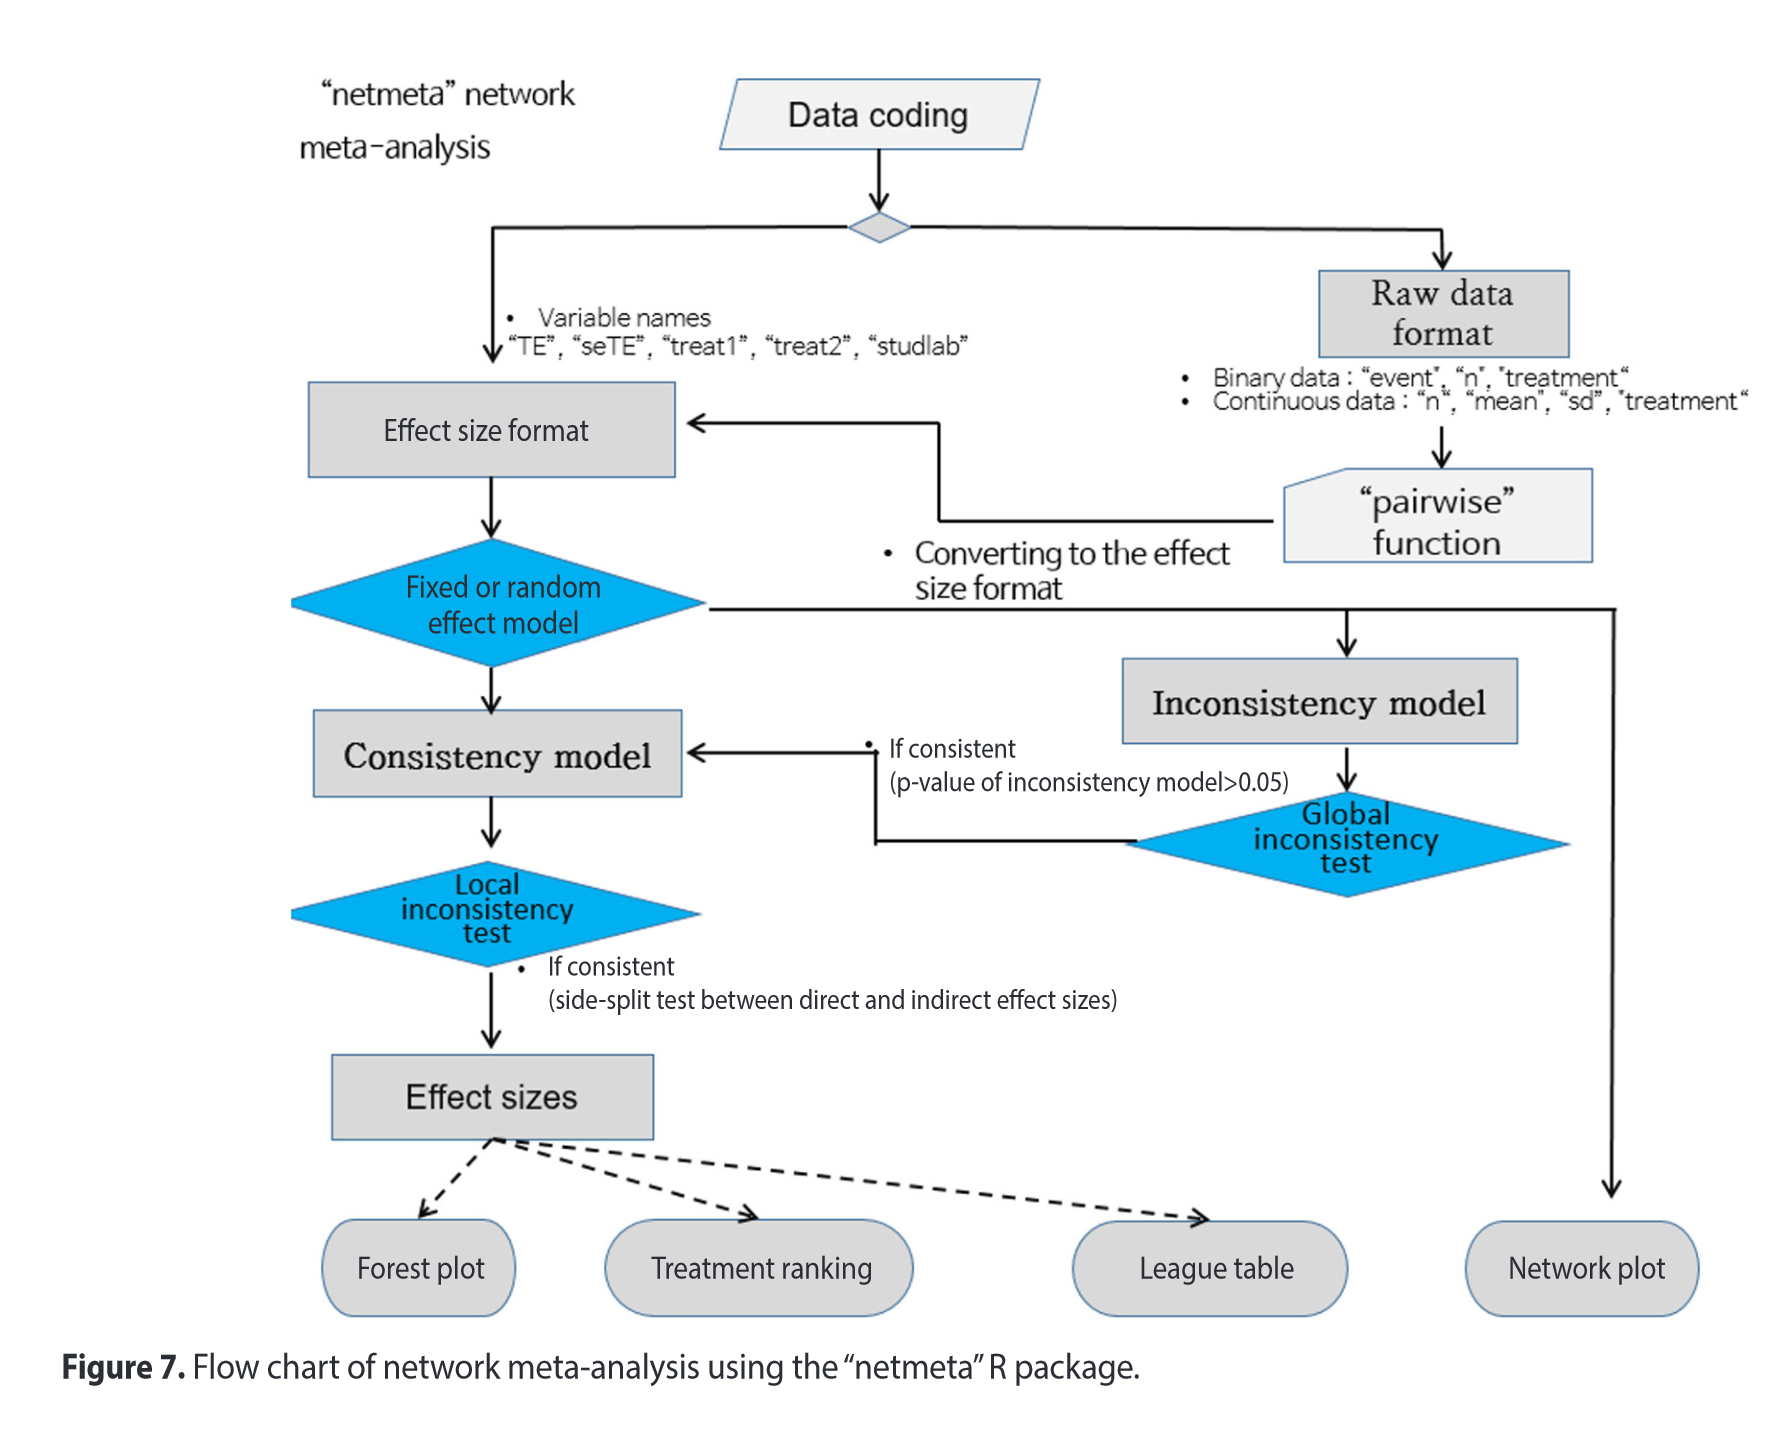 “netmeta” network
meta-analysis
Data coding
• Variable names
“TE”, “seTE”, “treat1”, “treat2”, “studlab”
Raw data
format
• Binary data : “event", “n", "treatment“
• Continuous data : “n“, “mean", “sd”, "treatment“
Effect size format
“pairwise”
function
• Converting to the effect
size format
Fixed or random
effect model
Inconsistency model
Consistency model
• If consistent
(p-value of inconsistency model>0.05)
Global
inconsistency
test
Local
inconsistency
test
• If consistent
(side-split test between direct and indirect effect sizes)
Effect sizes
Forest plot
Treatment ranking
League table
Network plot
Figure 7. Flow chart of network meta-analysis using the “netmeta” R package.